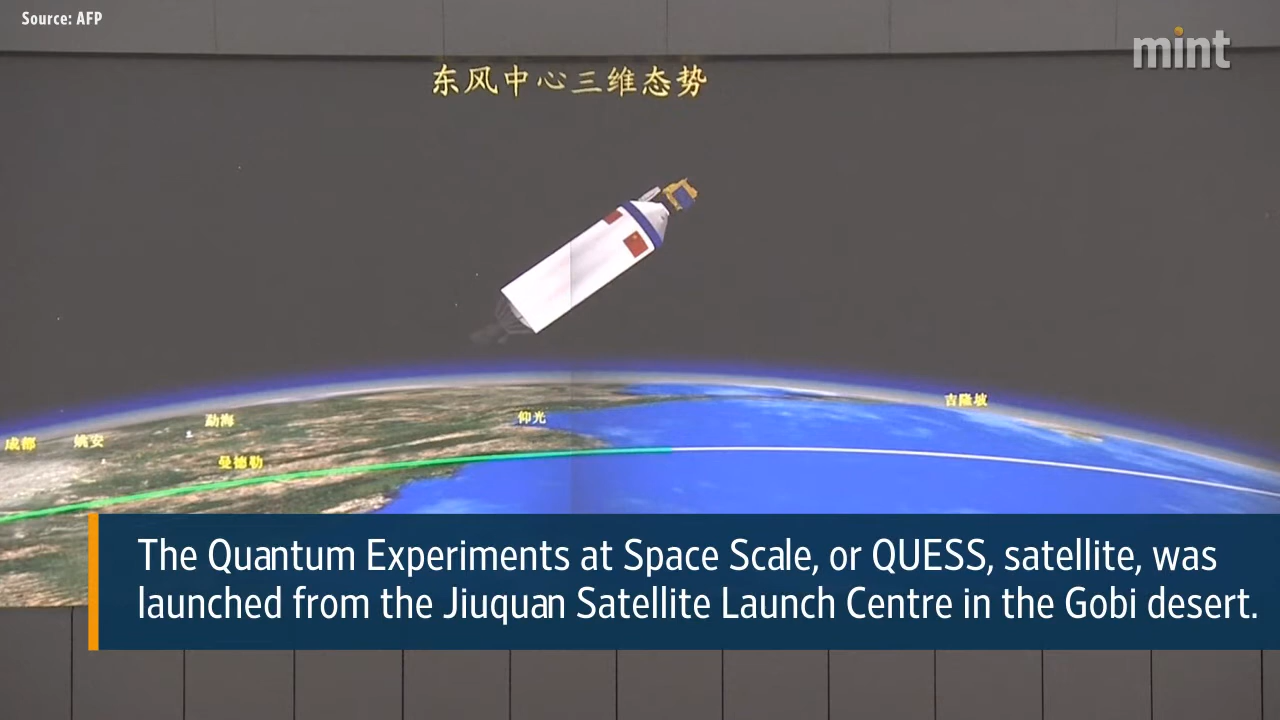 Source: AFP
mint
东风中心三维态势
吉隆坡
勐海
仰光
成都
姚安
曼德勒
The Quantum Experiments at Space Scale, or QUESS, satellite, was
launched from the Jiuquan Satellite Launch Centre in the Gobi desert.